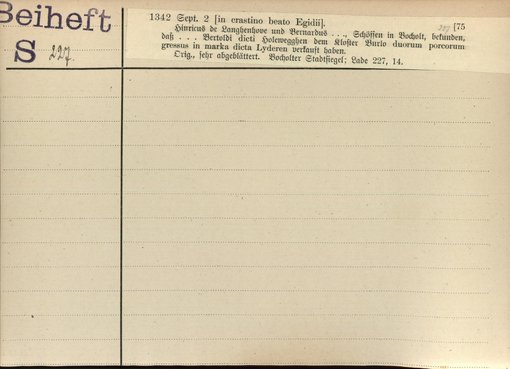 Beiheft
S 227.
1342 Sept. 2 [in crastino beato Egidii]. 227 [75
Hinricus de Langhenhove und Bernardus . . ., Schöffen in Bocholt, bekunden,
daß . . . Bertoldi dicti Holewegghen dem Kloster Burlo duorum porcorum
gressus in marka dicta Lyderen verkauft haben.
Orig., sehr abgeblättert. Bocholter Stadtsiegel; Lade 227, 14.